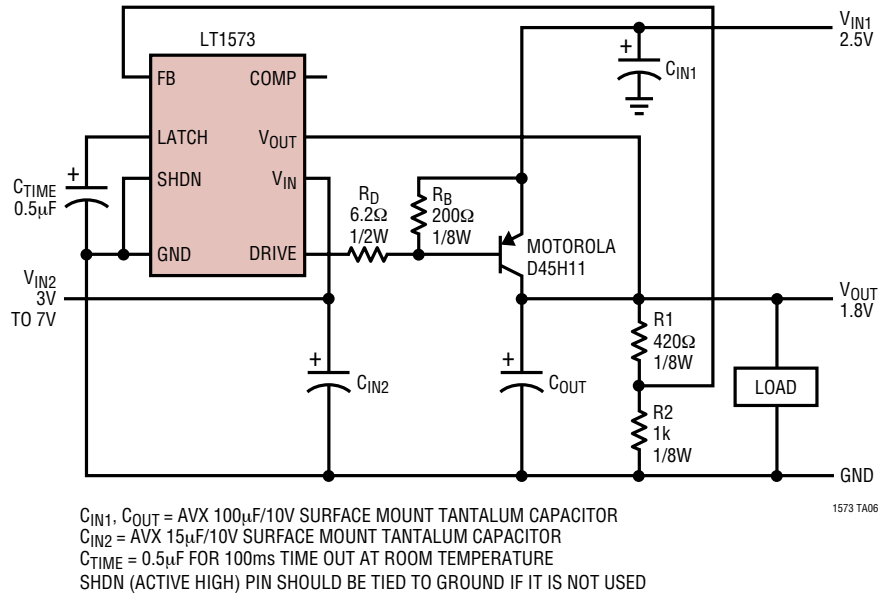 LT1573
FB
COMP
LATCH
VOUT
SHDN
VIN
GND
DRIVE
CTIME
0.5µF
+
VIN2
3V
TO 7V
RD
6.2Ω
1/2W
RB
200Ω
1/8W
MOTOROLA
D45H11
+
CIN1
VIN1
2.5V
VOUT
1.8V
R1
420Ω
1/8W
R2
1k
1/8W
LOAD
+
CIN2
+
COUT
GND
1573 TA06
CIN1, COUT = AVX 100µF/10V SURFACE MOUNT TANTALUM CAPACITOR
CIN2 = AVX 15µF/10V SURFACE MOUNT TANTALUM CAPACITOR
CTIME = 0.5µF FOR 100ms TIME OUT AT ROOM TEMPERATURE
SHDN (ACTIVE HIGH) PIN SHOULD BE TIED TO GROUND IF IT IS NOT USED